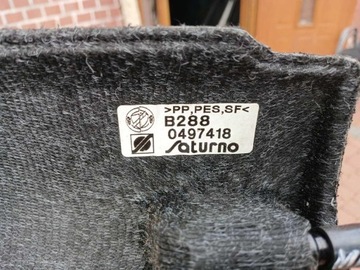 >PP,PES,SF<
B288
0497418
Saturno